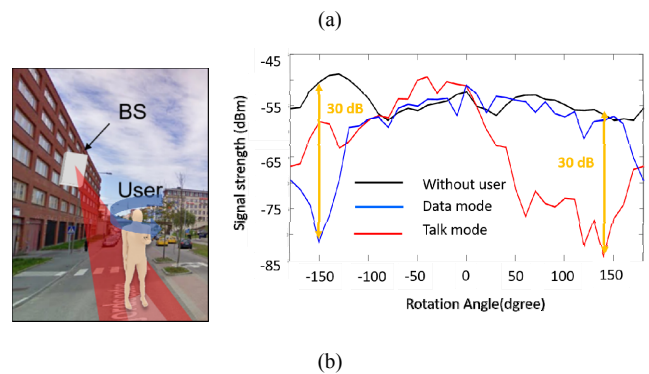 (a)
BS
User
-45
-55
-65
-75
-85
Signal strength (dBm)
30 dB
30 dB
Without user
Data mode
Talk mode
-150
-100
-50
0
50
100
150
Rotation Angle(dgree)
(b)